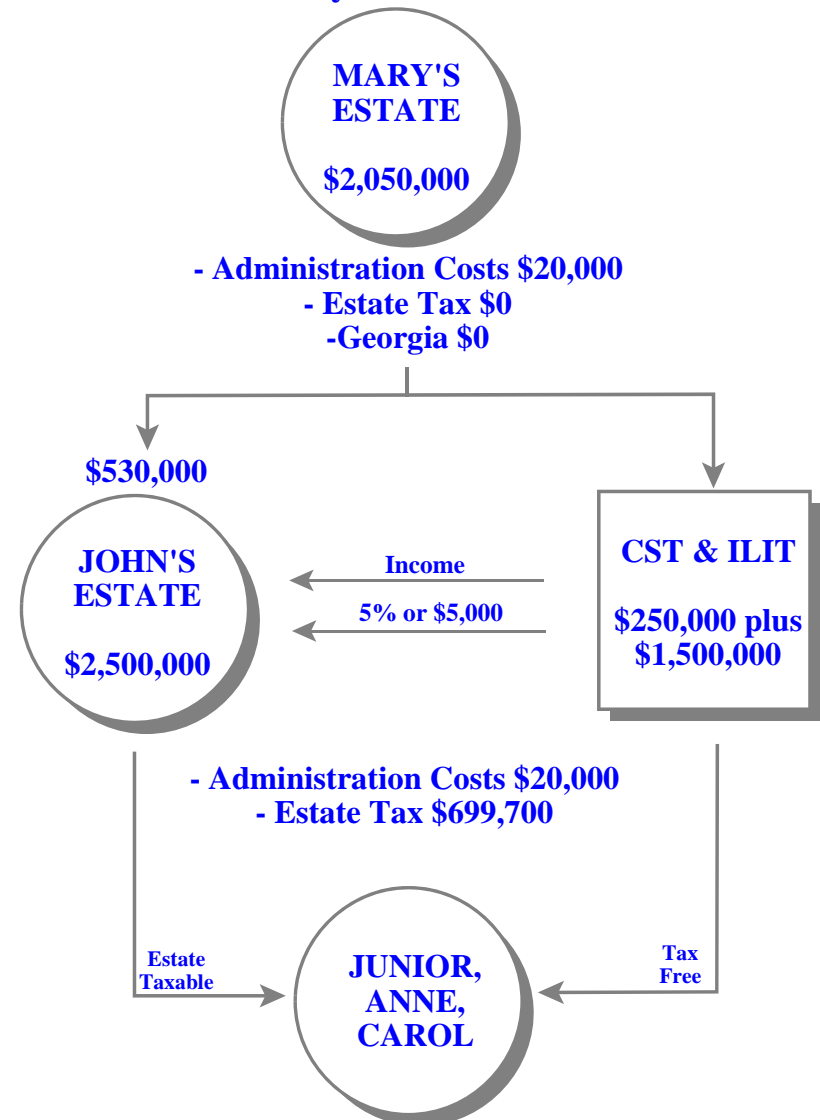 MARY'S
ESTATE
$2,050,000
- Administration Costs $20,000
- Estate Tax $0
-Georgia $0
$530,000
JOHN'S
ESTATE
$2,500,000
Income
5% or $5,000
CST & ILIT
$250,000 plus
$1,500,000
- Administration Costs $20,000
- Estate Tax $699,700
Estate
Taxable
JUNIOR,
ANNE,
CAROL
Tax
Free